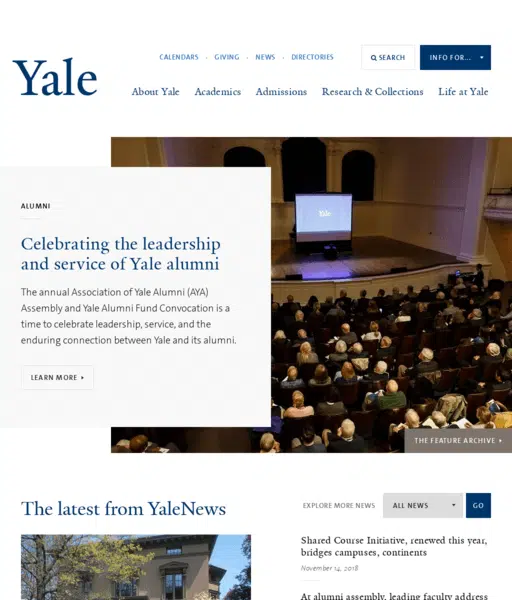 CALENDARS · GIVING · NEWS · DIRECTORIES
SEARCH
INFO FOR...
Yale
About Yale Academics Admissions Research & Collections Life at Yale
Yale
ALUMNI
Celebrating the leadership
and service of Yale alumni
The annual Association of Yale Alumni (AYA)
Assembly and Yale Alumni Fund Convocation is a
time to celebrate leadership, service, and the
enduring connection between Yale and its alumni.
LEARN MORE
THE FEATURE ARCHIVE
The latest from YaleNews
EXPLORE MORE NEWS
ALL NEWS
GO
Shared Course Initiative, renewed this year,
bridges campuses, continents
November 14, 2018
At alumni assembly, leading faculty address